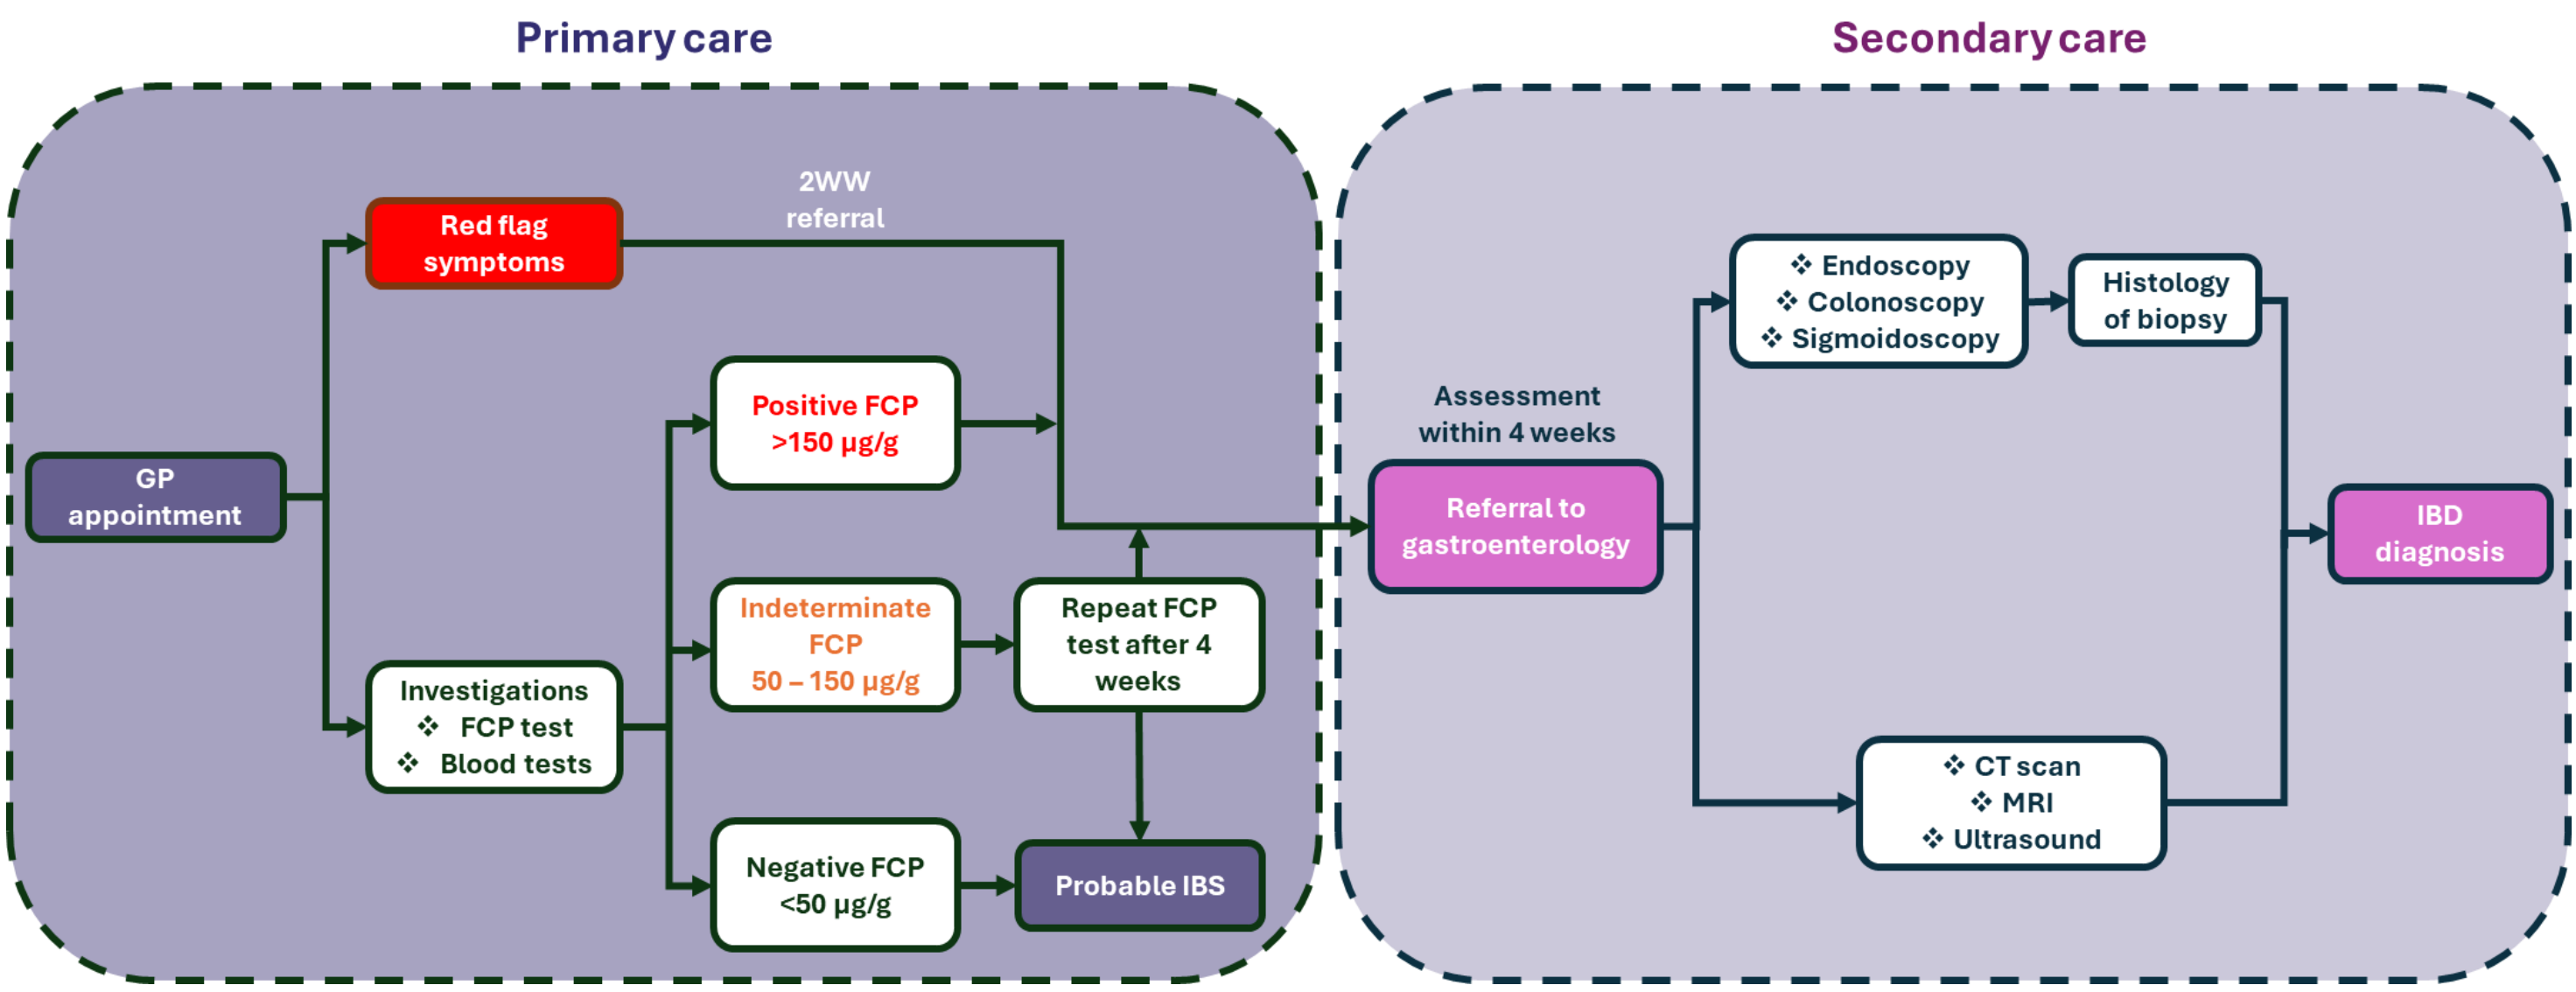 Primary care
Secondary care
2WW
referral
Red flag
symptoms
GP
appointment
Investigations
❖ FCP test
❖ Blood tests
Positive FCP
>150 µg/g
Indeterminate
FCP
50 – 150 µg/g
Negative FCP
<50 µg/g
Repeat FCP
test after 4
weeks
Probable IBS
Assessment
within 4 weeks
Referral to
gastroenterology
❖ Endoscopy
❖ Colonoscopy
❖ Sigmoidoscopy
Histology
of biopsy
❖ CT scan
❖ MRI
❖ Ultrasound
IBD
diagnosis